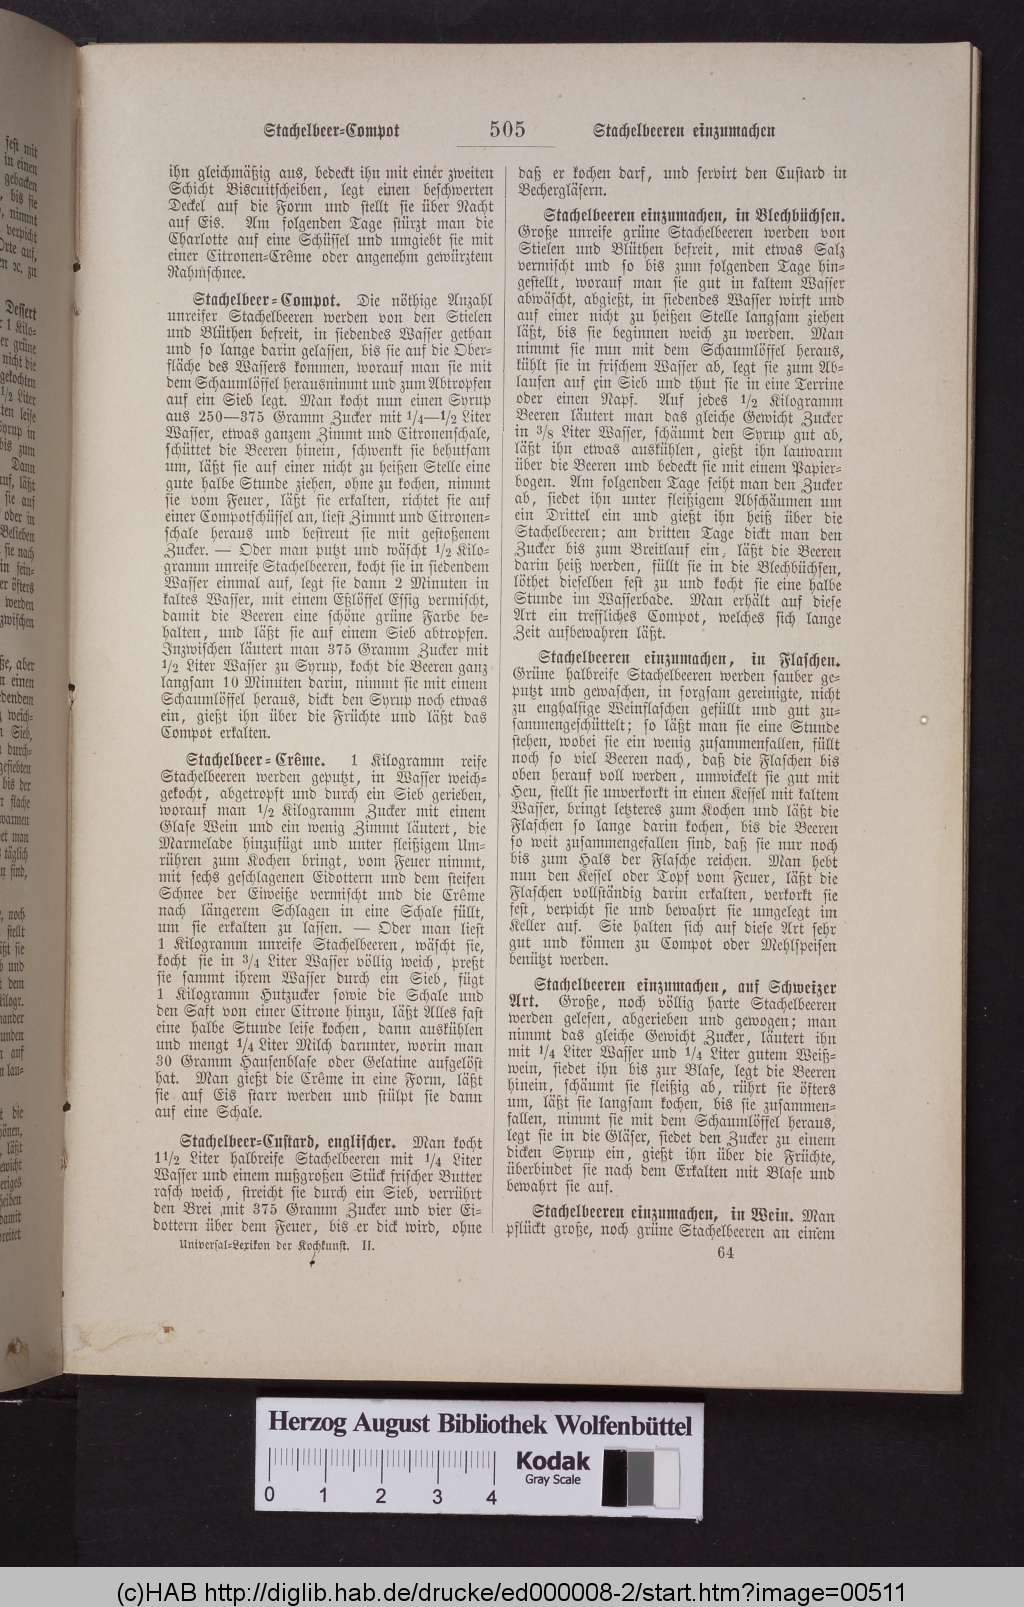 Stachelbeer-Compot 505 Stachelbeeren einzumachen
ihn gleichmäßig aus, bedeckt ihn mit einer zweiten
Schicht Biscuitscheiben, legt einen beschwerten
Deckel auf die Form und stellt sie über Nacht
auf Eis. Am folgenden Tage stürzt man die
Charlotte auf eine Schüssel und umgiebt sie mit
einer Citronen-Crême oder angenehm gewürztem
Rahmschnee.
Stachelbeer-Compot. Die nöthige Anzahl
unreifer Stachelbeeren werden von den Stielen
und Blüthen befreit, in siedendes Wasser gethan
und so lange darin gelassen, bis sie auf die Ober-
fläche des Wassers kommen, worauf man sie mit
dem Schaumlöffel herausnimmt und zum Abtropfen
auf ein Sieb legt. Man kocht nun einen Syrup
aus 250—375 Gramm Zucker mit 1/4—1/2 Liter
Wasser, etwas ganzem Zimmt und Citronenschale,
schüttet die Beeren hinein, schwenkt sie behutsam
um, läßt sie auf einer nicht zu heißen Stelle eine
gute halbe Stunde ziehen, ohne zu kochen, nimmt
sie vom Feuer, läßt sie erkalten, richtet sie auf
einer Compotschüssel an, liest Zimmt und Citronen-
schale heraus und bestreut sie mit gestoßenem
Zucker. — Oder man putzt und wäscht 1/2 Kilo-
gramm unreife Stachelbeeren, kocht sie in siedendem
Wasser einmal auf, legt sie dann 2 Minuten in
kaltes Wasser, mit einem Eßlöffel Essig vermischt,
damit die Beeren eine schöne grüne Farbe be-
halten, und läßt sie auf einem Sieb abtropfen.
Inzwischen läutert man 375 Gramm Zucker mit
1/2 Liter Wasser zu Syrup, kocht die Beeren ganz
langsam 10 Minuten darin, nimmt sie mit einem
Schaumlöffel heraus, dickt den Syrup noch etwas
ein, gießt ihn über die Früchte und läßt das
Compot erkalten.
Stachelbeer-Crême. 1 Kilogramm reife
Stachelbeeren werden geputzt, in Wasser weich-
gekocht, abgetropft und durch ein Sieb gerieben,
worauf man 1/2 Kilogramm Zucker mit einem
Glase Wein und ein wenig Zimmt läutert, die
Marmelade hinzufügt und unter fleißigem Um-
rühren zum Kochen bringt, vom Feuer nimmt,
mit sechs geschlagenen Eidottern und dem steifen
Schnee der Eiweiße vermischt und die Crême
nach längerem Schlagen in eine Schale füllt,
um sie erkalten zu lassen. — Oder man liest
1 Kilogramm unreife Stachelbeeren, wäscht sie,
kocht sie in 3/4 Liter Wasser völlig weich, preßt
sie sammt ihrem Wasser durch ein Sieb, fügt
1 Kilogramm Hutzucker sowie die Schale und
den Saft von einer Citrone hinzu, läßt Alles fast
eine halbe Stunde leise kochen, dann auskühlen
und mengt 1/4 Liter Milch darunter, worin man
30 Gramm Hausenblase oder Gelatine aufgelöst
hat. Man gießt die Crême in eine Form, läßt
sie auf Eis starr werden und stülpt sie dann
auf eine Schale.
Stachelbeer-Custard, englischer. Man kocht
1 1/2 Liter halbreife Stachelbeeren mit 1/4 Liter
Wasser und einem nußgroßen Stück frischer Butter
rasch weich, streicht sie durch ein Sieb, verrührt
den Brei mit 375 Gramm Zucker und vier Ei-
dottern über dem Feuer, bis er dick wird, ohne
Universal-Lexikon der Kochkunst. II.
daß er kochen darf, und servirt den Custard in
Bechergläsern.
Stachelbeeren einzumachen, in Blechbüchsen.
Große unreife grüne Stachelbeeren werden von
Stielen und Blüthen befreit, mit etwas Salz
vermischt und so bis zum folgenden Tage hin-
gestellt, worauf man sie gut in kaltem Wasser
abwäscht, abgießt, in siedendes Wasser wirft und
auf einer nicht zu heißen Stelle langsam ziehen
läßt, bis sie beginnen weich zu werden. Man
nimmt sie nun mit dem Schaumlöffel heraus,
kühlt sie in frischem Wasser ab, legt sie zum Ab-
laufen auf ein Sieb und thut sie in eine Terrine
oder einen Napf. Auf jedes 1/2 Kilogramm
Beeren läutert man das gleiche Gewicht Zucker
in 3/8 Liter Wasser, schäumt den Syrup gut ab,
läßt ihn etwas auskühlen, gießt ihn lauwarm
über die Beeren und bedeckt sie mit einem Papier-
bogen. Am folgenden Tage seiht man den Zucker
ab, siedet ihn unter fleißigem Abschäumen um
ein Drittel ein und gießt ihn heiß über die
Stachelbeeren; am dritten Tage dickt man den
Zucker bis zum Breitlauf ein, läßt die Beeren
darin heiß werden, füllt sie in die Blechbüchsen,
löthet dieselben fest zu und kocht sie eine halbe
Stunde im Wasserbade. Man erhält auf diese
Art ein treffliches Compot, welches sich lange
Zeit aufbewahren läßt.
Stachelbeeren einzumachen, in Flaschen.
Grüne halbreife Stachelbeeren werden sauber ge-
putzt und gewaschen, in sorgsam gereinigte, nicht
zu enghalsige Weinflaschen gefüllt und gut zu-
sammengeschüttelt; so läßt man sie eine Stunde
stehen, wobei sie ein wenig zusammenfallen, füllt
noch so viel Beeren nach, daß die Flaschen bis
oben herauf voll werden, umwickelt sie gut mit
Heu, stellt sie unverkorkt in einen Kessel mit kaltem
Wasser, bringt letzteres zum Kochen und läßt die
Flaschen so lange darin kochen, bis die Beeren
so weit zusammengefallen sind, daß sie nur noch
bis zum Hals der Flasche reichen. Man hebt
nun den Kessel oder Topf vom Feuer, läßt die
Flaschen vollständig darin erkalten, verkorkt sie
fest, verpicht sie und bewahrt sie umgelegt im
Keller auf. Sie halten sich auf diese Art sehr
gut und können zu Compot oder Mehlspeisen
benützt werden.
Stachelbeeren einzumachen, auf Schweizer
Art. Große, noch völlig harte Stachelbeeren
werden gelesen, abgerieben und gewogen; man
nimmt das gleiche Gewicht Zucker, läutert ihn
mit 1/4 Liter Wasser und 1/4 Liter gutem Weiß-
wein, siedet ihn bis zur Blase, legt die Beeren
hinein, schäumt sie fleißig ab, rührt sie öfters
um, läßt sie langsam kochen, bis sie zusammen-
fallen, nimmt sie mit dem Schaumlöffel heraus,
legt sie in die Gläser, siedet den Zucker zu einem
dicken Syrup ein, gießt ihn über die Früchte,
überbindet sie nach dem Erkalten mit Blase und
bewahrt sie auf.
Stachelbeeren einzumachen, in Wein. Man
pflückt große, noch grüne Stachelbeeren an einem
64
Herzog August Bibliothek Wolfenbüttel
Kodak
Gray Scale
0 1 2 3 4
(c)HAB http://diglib.hab.de/drucke/ed000008-2/start.htm?image=00511